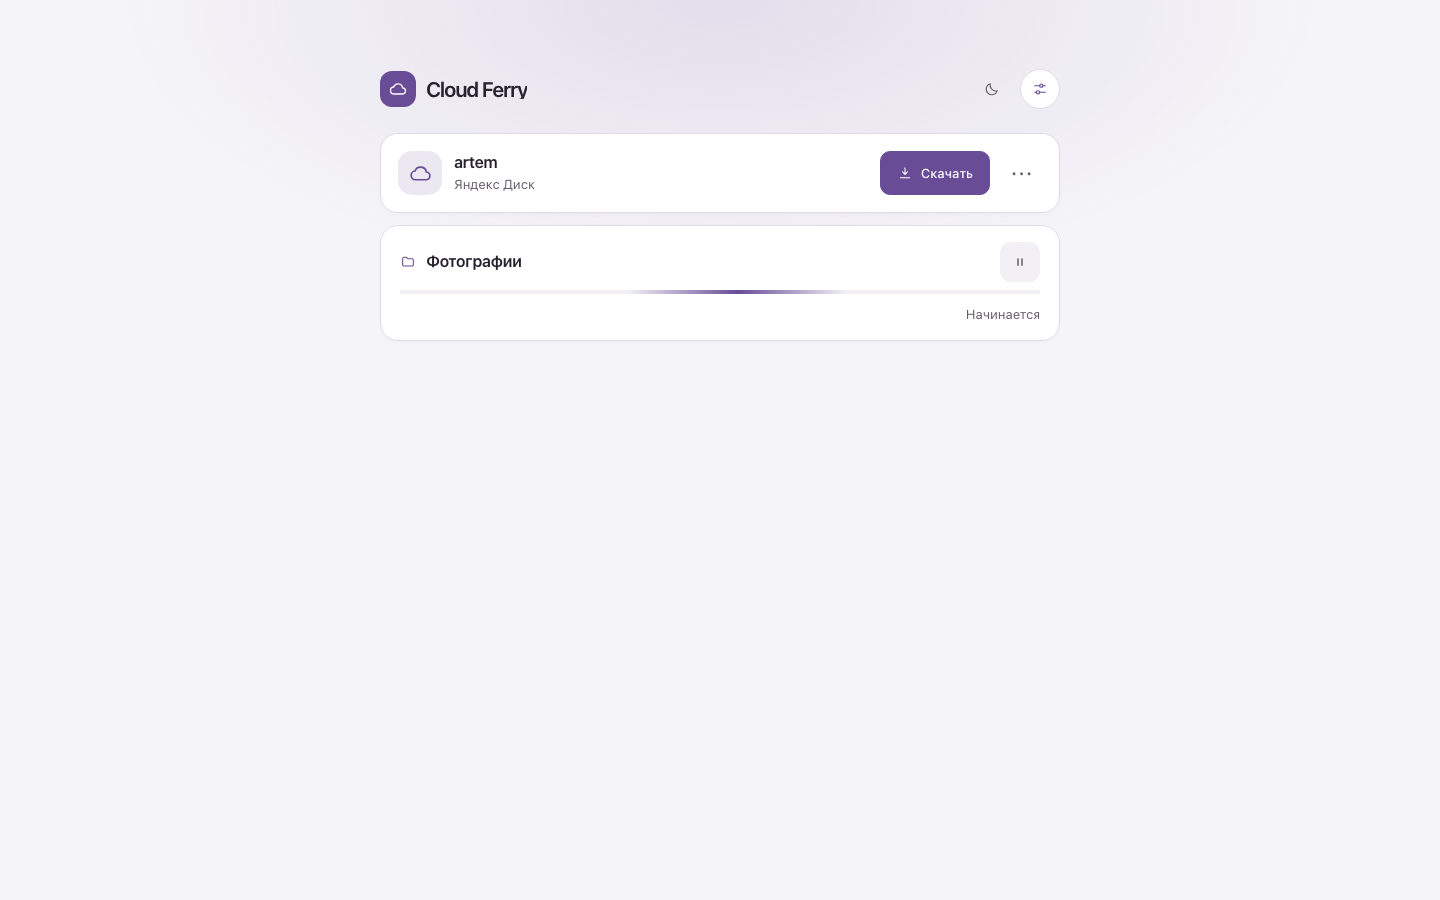 Cloud Ferry
artem
Яндекс Диск
Скачать
Фотографии
Начинается